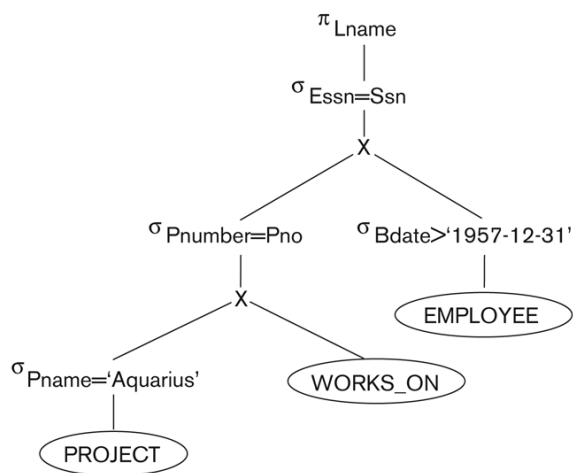 π Lname
σ Essn=Ssn
X
σ Pnumber=Pno
σ Bdate>‘1957-12-31’
X
EMPLOYEE
σ Pname=‘Aquarius’
WORKS_ON
PROJECT